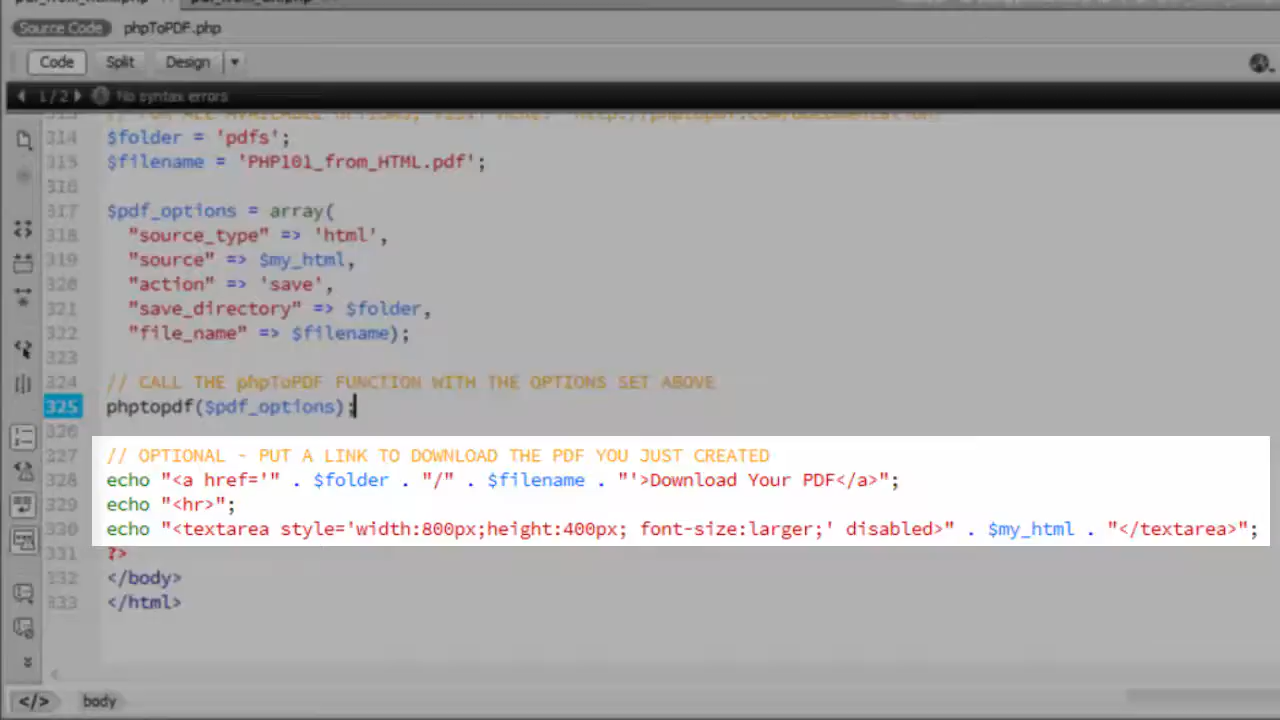 Source Code phpToPDF.php
Code Split Design
1/2 No syntax errors
314 $folder = 'pdfs';
315 $filename = 'PHP101_from_HTML.pdf';
316
317 $pdf_options = array(
318 "source_type" => 'html',
319 "source" => $my_html,
320 "action" => 'save',
321 "save_directory" => $folder,
322 "file_name" => $filename);
323
324 // CALL THE phpToPDF FUNCTION WITH THE OPTIONS SET ABOVE
325 phptopdf($pdf_options);
326
327 // OPTIONAL - PUT A LINK TO DOWNLOAD THE PDF YOU JUST CREATED
328 echo "<a href='" . $folder . "/" . $filename . "'>Download Your PDF</a>";
329 echo "<hr>";
330 echo "<textarea style='width:800px;height:400px; font-size:larger;' disabled>" . $my_html . "</textarea>";
331 ?>
332 </body>
333 </html>
</> body